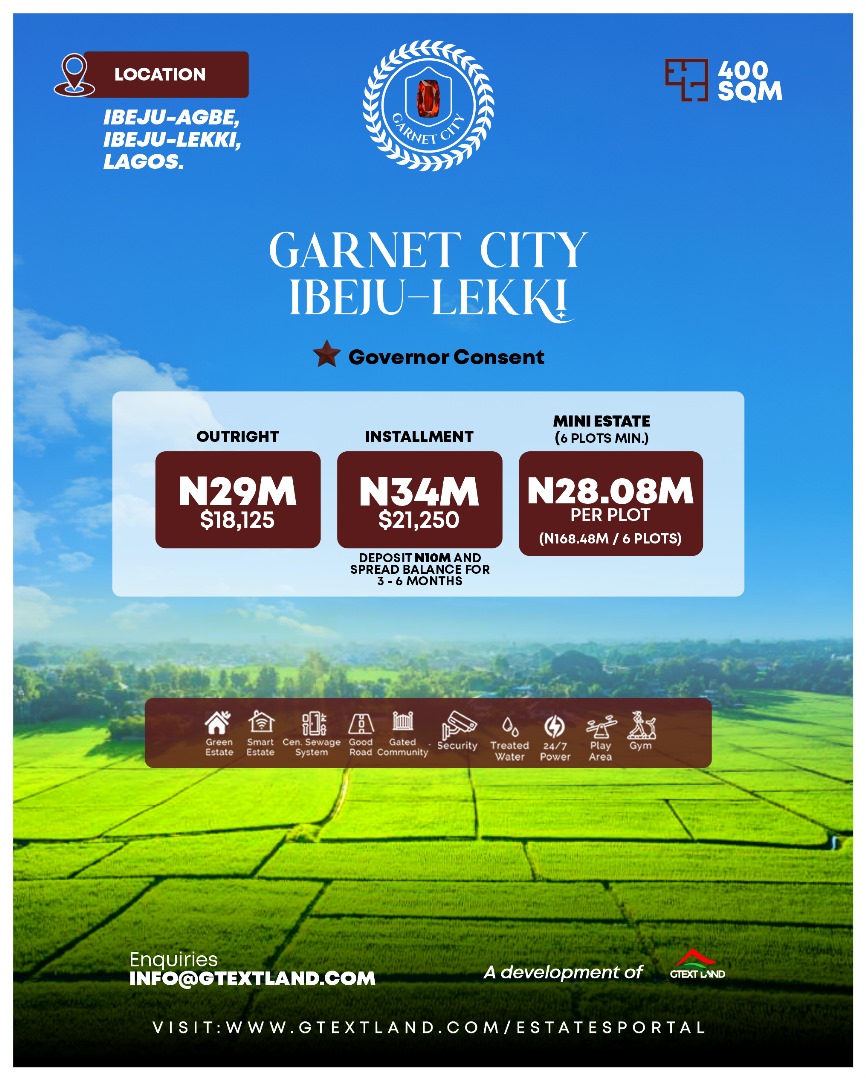 LOCATION
IBEJU-AGBE,
IBEJU-LEKKI,
LAGOS.
GARNET CITY
400
SQM
GARNET CITY
IBEJU-LEKKI
Governor Consent
OUTRIGHT
N29M
$18,125
INSTALLMENT
N34M
$21,250
DEPOSIT N10M AND
SPREAD BALANCE FOR
3 - 6 MONTHS
MINI ESTATE
(6 PLOTS MIN.)
N28.08M
PER PLOT
(N168.48M / 6 PLOTS)
Green
Estate
Smart
Estate
Cen. Sewage
System
Good
Road
Gated
Community
Security
Treated
Water
24/7
Power
Play
Area
Gym
Enquiries
INFO@GTEXTLAND.COM
A development of
GTEXT LAND
VISIT:WWW.GTEXTLAND.COM/ESTATESPORTAL